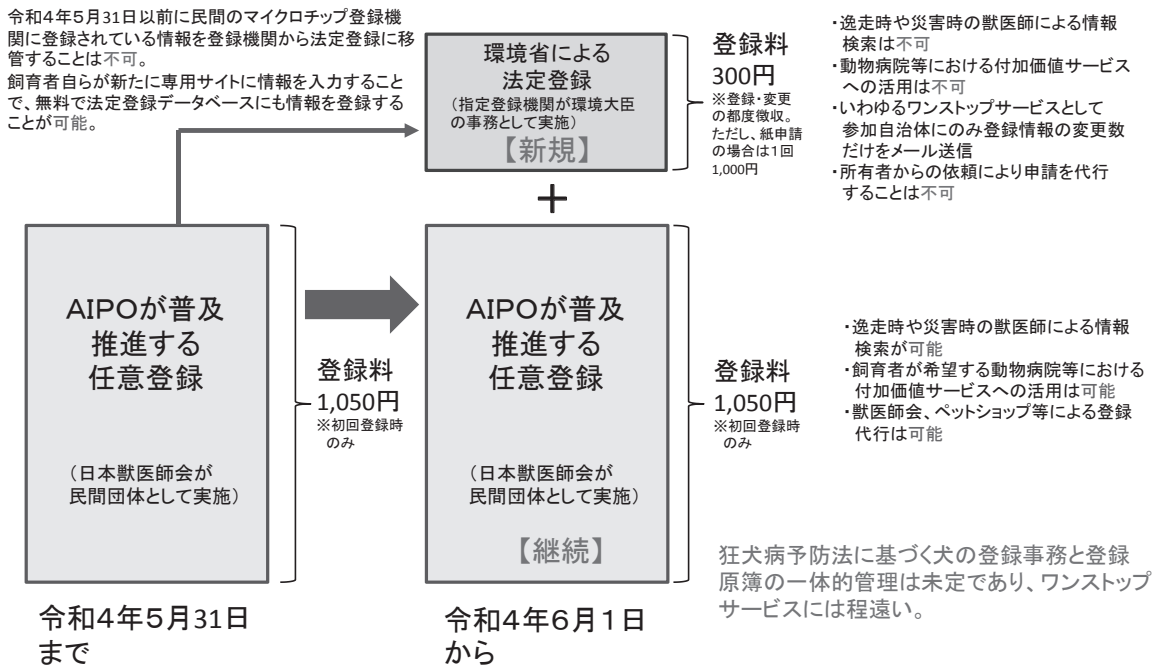 令和4年5月31日以前に民間のマイクロチップ登録機
関に登録されている情報を登録機関から法定登録に移
管することは不可。
飼育者自らが新たに専用サイトに情報を入力すること
で、無料で法定登録データベースにも情報を登録する
ことが可能。
環境省による
法定登録
（指定登録機関が環境大臣
の事務として実施）
【新規】
登録料
300円
※登録・変更
の都度徴収。
ただし、紙申請
の場合は1回
1,000円
・逸走時や災害時の獣医師による情報
検索は不可
・動物病院等における付加価値サービス
への活用は不可
・いわゆるワンストップサービスとして
参加自治体にのみ登録情報の変更数
だけをメール送信
・所有者からの依頼により申請を代行
することは不可
＋
AIPOが普及
推進する
任意登録
（日本獣医師会が
民間団体として実施）
登録料
1,050円
※初回登録時
のみ
AIPOが普及
推進する
任意登録
（日本獣医師会が
民間団体として実施）
【継続】
登録料
1,050円
※初回登録時
のみ
・逸走時や災害時の獣医師による情報
検索が可能
・飼育者が希望する動物病院等における
付加価値サービスへの活用は可能
・獣医師会、ペットショップ等による登録
代行は可能
狂犬病予防法に基づく犬の登録事務と登録
原簿の一体的管理は未定であり、ワンストップ
サービスには程遠い。
令和4年5月31日
まで
令和4年6月1日
から